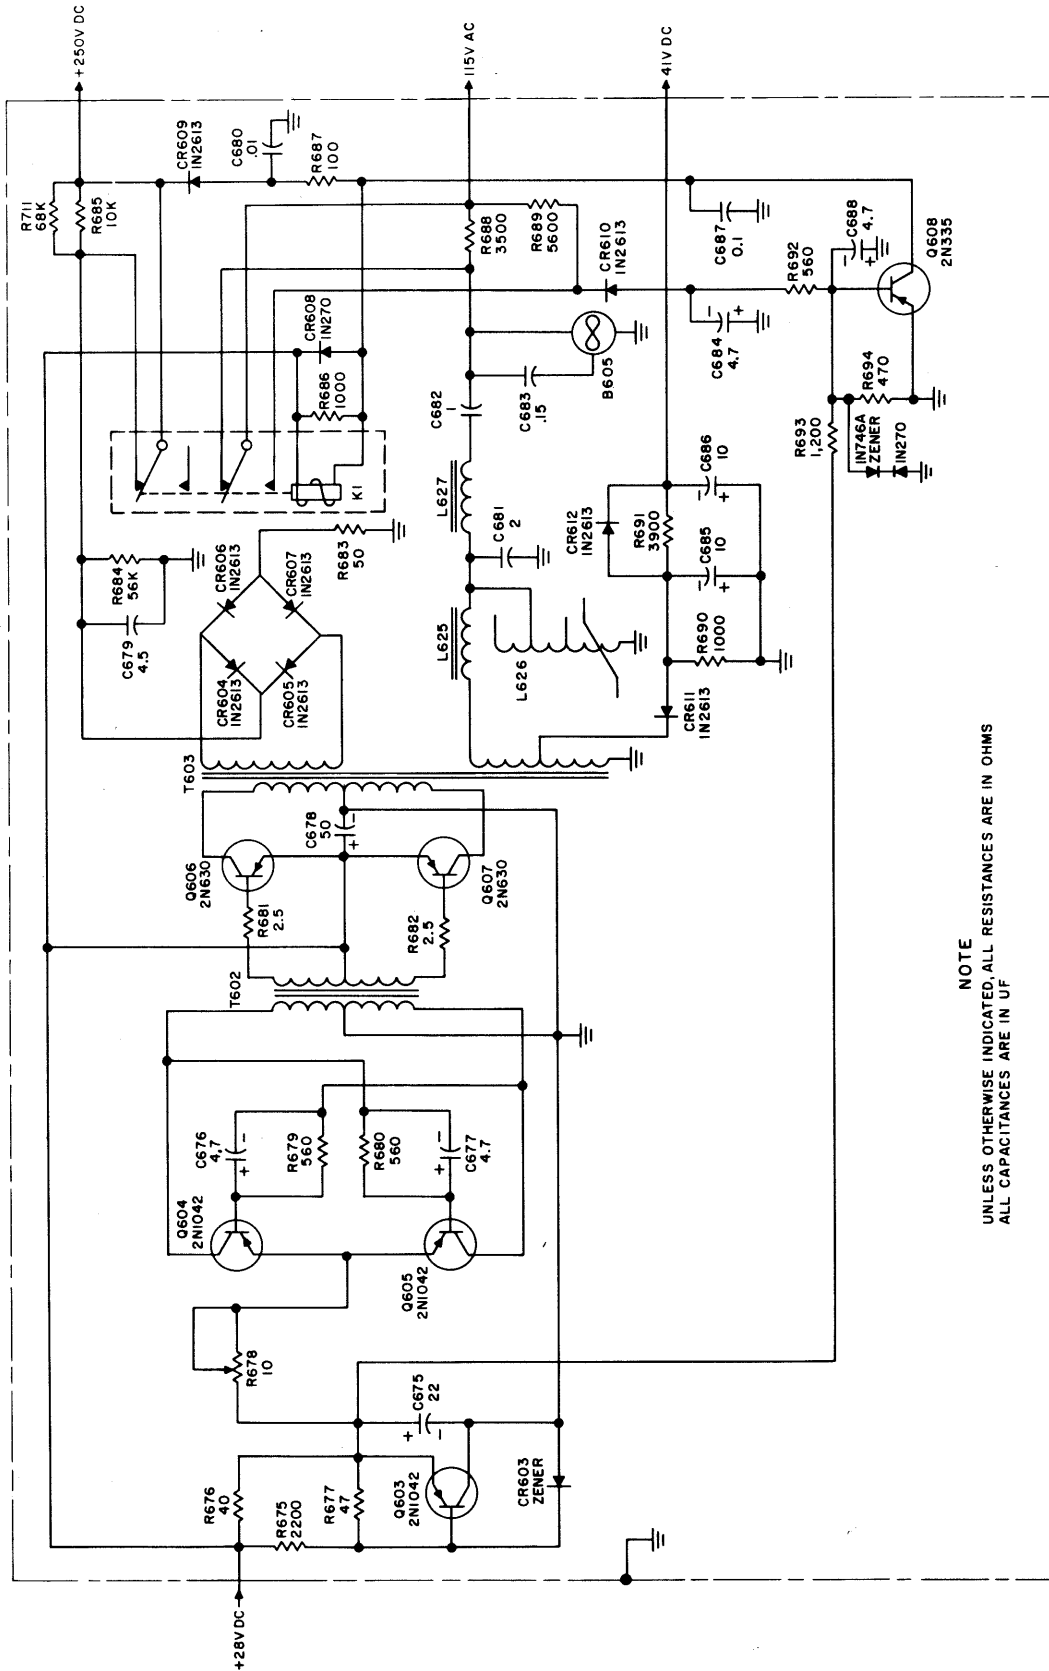 +28V DC
R676
40
R675
2200
R677
47
Q603
2N1042
CR603
ZENER
+
C675
22
-
R678
10
Q604
2N1042
Q605
2N1042
C676
4.7
+
-
R679
560
R680
560
+
-
C677
4.7
T602
R681
2.5
R682
2.5
Q606
2N630
Q607
2N630
C678
50
+
-
T603
CR604
1N2613
CR605
1N2613
CR606
1N2613
CR607
1N2613
C679
4.5
R684
56K
R683
50
L625
L626
L627
C681
2
C682
1
C683
.15
B605
K1
R686
1000
CR608
1N270
R711
68K
R685
10K
CR609
1N2613
C680
.01
R687
100
+250V DC
115V AC
41V DC
R688
3500
R689
5600
CR610
1N2613
CR611
1N2613
R690
1000
C685
10
-
+
C686
10
-
+
R691
3900
CR612
1N2613
C684
4.7
-
+
C687
0.1
R692
560
C688
4.7
-
+
Q608
2N335
R694
470
R693
1,200
IN746A
ZENER
IN270
NOTE
UNLESS OTHERWISE INDICATED, ALL RESISTANCES ARE IN OHMS
ALL CAPACITANCES ARE IN UF